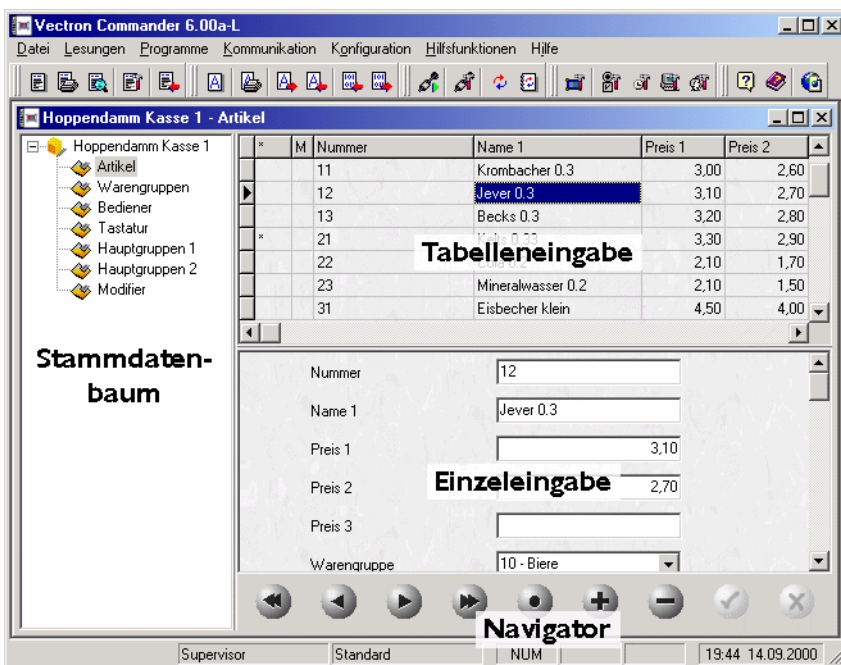 Vectron Commander 6.00a-L
Datei Lesungen Programme Kommunikation Konfiguration Hilfsfunktionen Hilfe
Hoppendamm Kasse 1 - Artikel
Hoppendamm Kasse 1
Artikel
Warengruppen
Bediener
Tastatur
Hauptgruppen 1
Hauptgruppen 2
Modifier
Stammdaten-
baum
* M Nummer Name 1 Preis 1 Preis 2
11 Krombacher 0.3 3,00 2,60
12 Jever 0.3 3,10 2,70
13 Becks 0.3 3,20 2,80
* 21 3,30 2,90
Tabelleneingabe
22 2,10 1,70
23 Mineralwasser 0.2 2,10 1,50
31 Eisbecher klein 4,50 4,00
Nummer 12
Name 1 Jever 0.3
Preis 1 3,10
Einzeleingabe
Preis 2 2,70
Preis 3
Warengruppe 10 - Biere
Navigator
Supervisor Standard NUM 19:44 14.09.2000